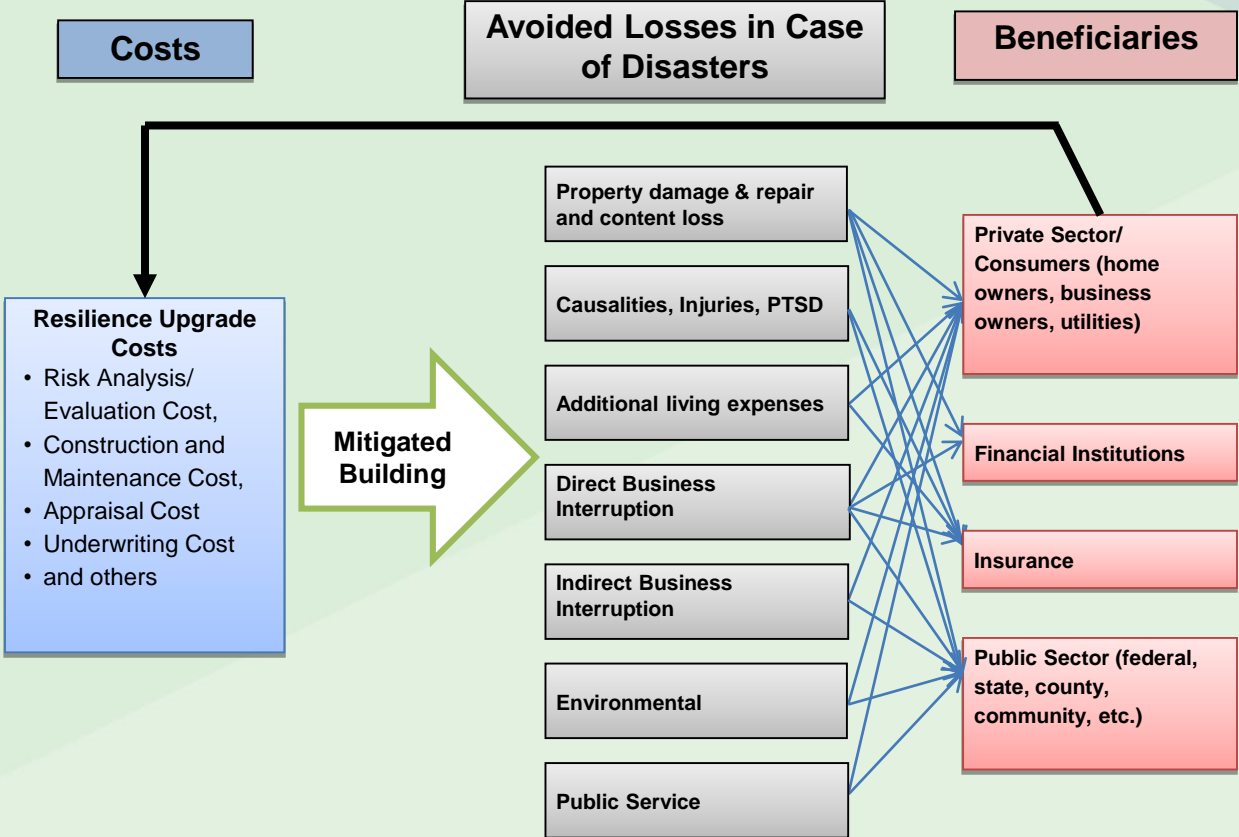 Costs
Avoided Losses in Case
of Disasters
Beneficiaries
Resilience Upgrade
Costs
• Risk Analysis/
Evaluation Cost,
• Construction and
Maintenance Cost,
• Appraisal Cost
• Underwriting Cost
• and others
Mitigated
Building
Property damage & repair
and content loss
Causalities, Injuries, PTSD
Additional living expenses
Direct Business
Interruption
Indirect Business
Interruption
Environmental
Public Service
Private Sector/
Consumers (home
owners, business
owners, utilities)
Financial Institutions
Insurance
Public Sector (federal,
state, county,
community, etc.)